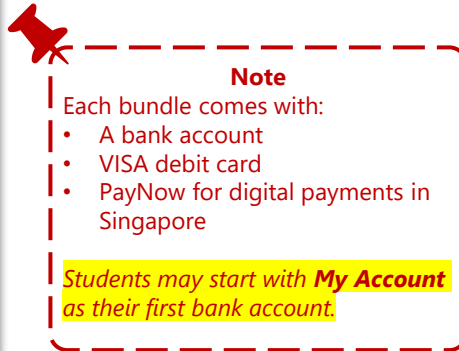 Note
Each bundle comes with:
• A bank account
• VISA debit card
• PayNow for digital payments in
Singapore
Students may start with My Account
as their first bank account.